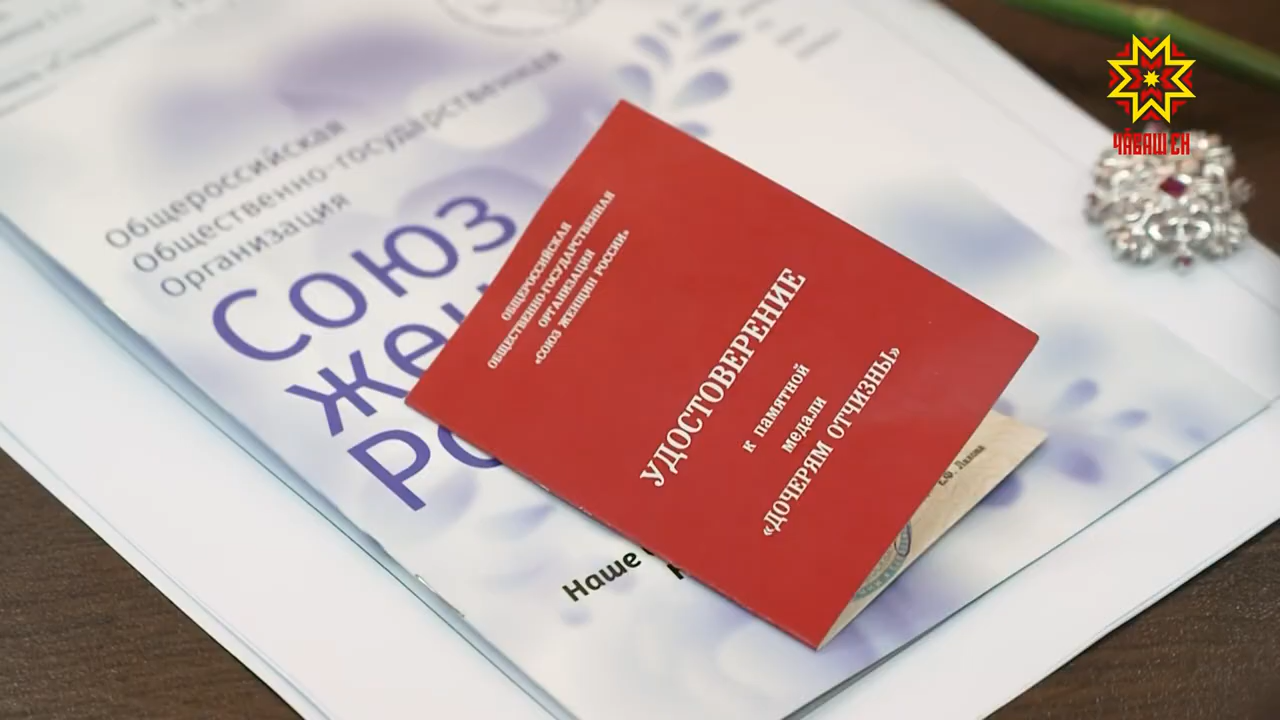 Общероссийская
Общественно-государственная
Организация
Союз
жен
Ро
Наше
ОБЩЕРОССИЙСКАЯ
ОБЩЕСТВЕННО-ГОСУДАРСТВЕННАЯ
ОРГАНИЗАЦИЯ
«СОЮЗ ЖЕНЩИН РОССИИ»
УДОСТОВЕРЕНИЕ
к памятной
медали
«ДОЧЕРЯМ ОТЧИЗНЫ»
Е.Ф. Лахова
ЧӐВАШ ЕН